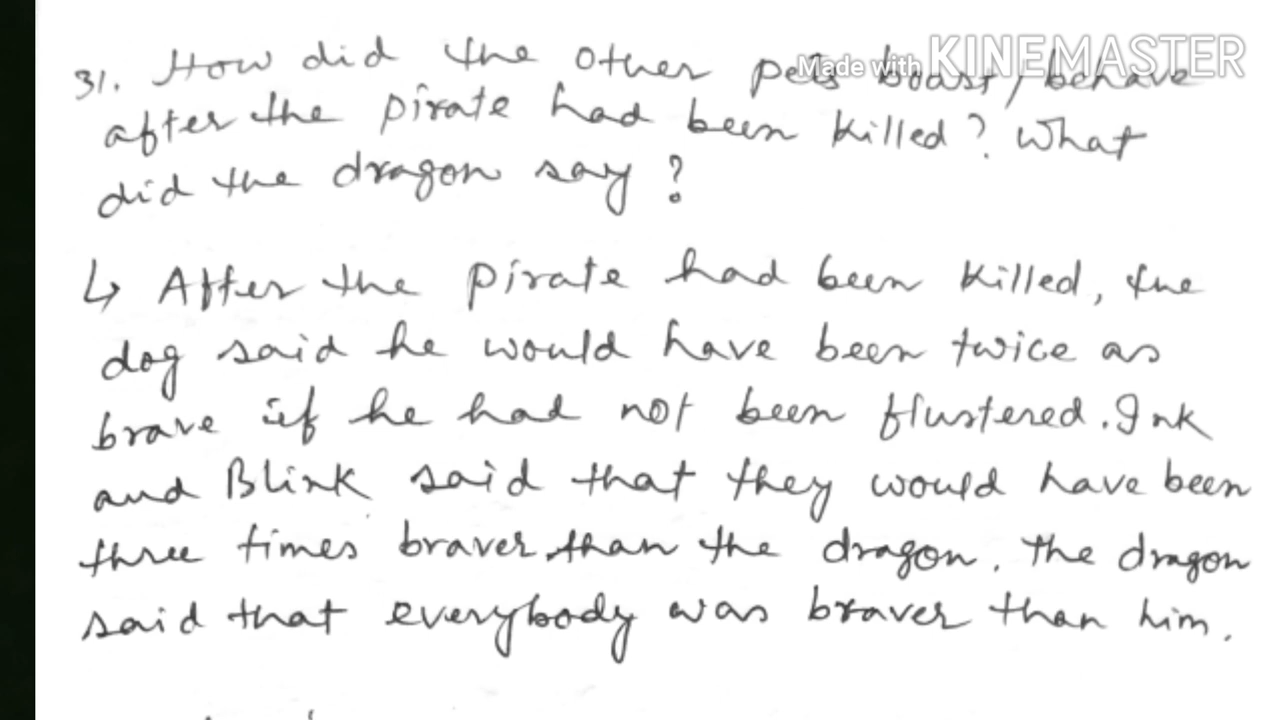 Made with KINEMASTER
31. How did the other pets boast/behave
after the pirate had been killed? What
did the dragon say?
↳ After the pirate had been killed, the
dog said he would have been twice as
brave if he had not been flustered. Ink
and Blink said that they would have been
three times braver than the dragon. The dragon
said that everybody was braver than him.